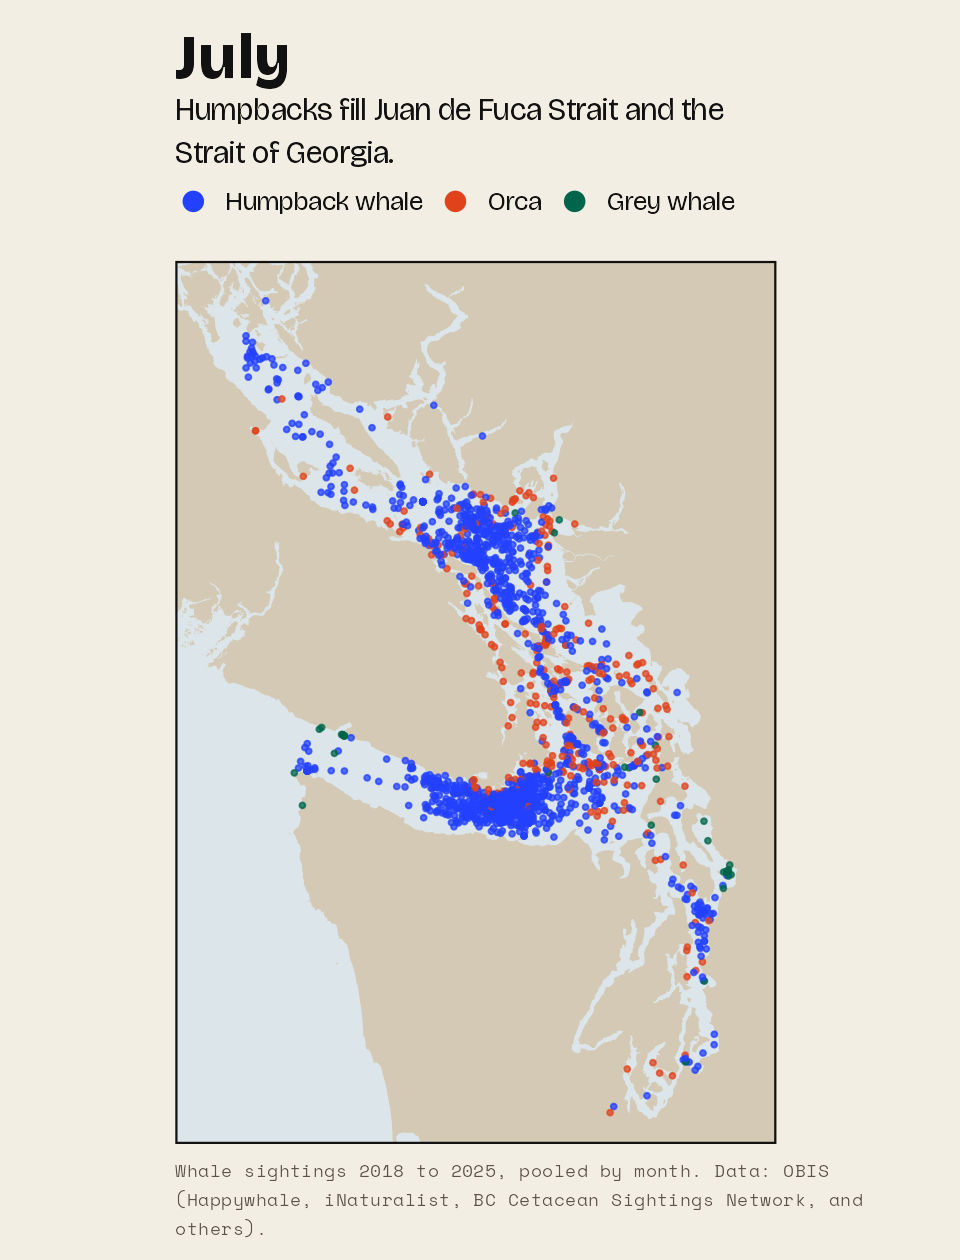 July
Humpbacks fill Juan de Fuca Strait and the
Strait of Georgia.
Humpback whale Orca Grey whale
Whale sightings 2018 to 2025, pooled by month. Data: OBIS
(Happywhale, iNaturalist, BC Cetacean Sightings Network, and
others).